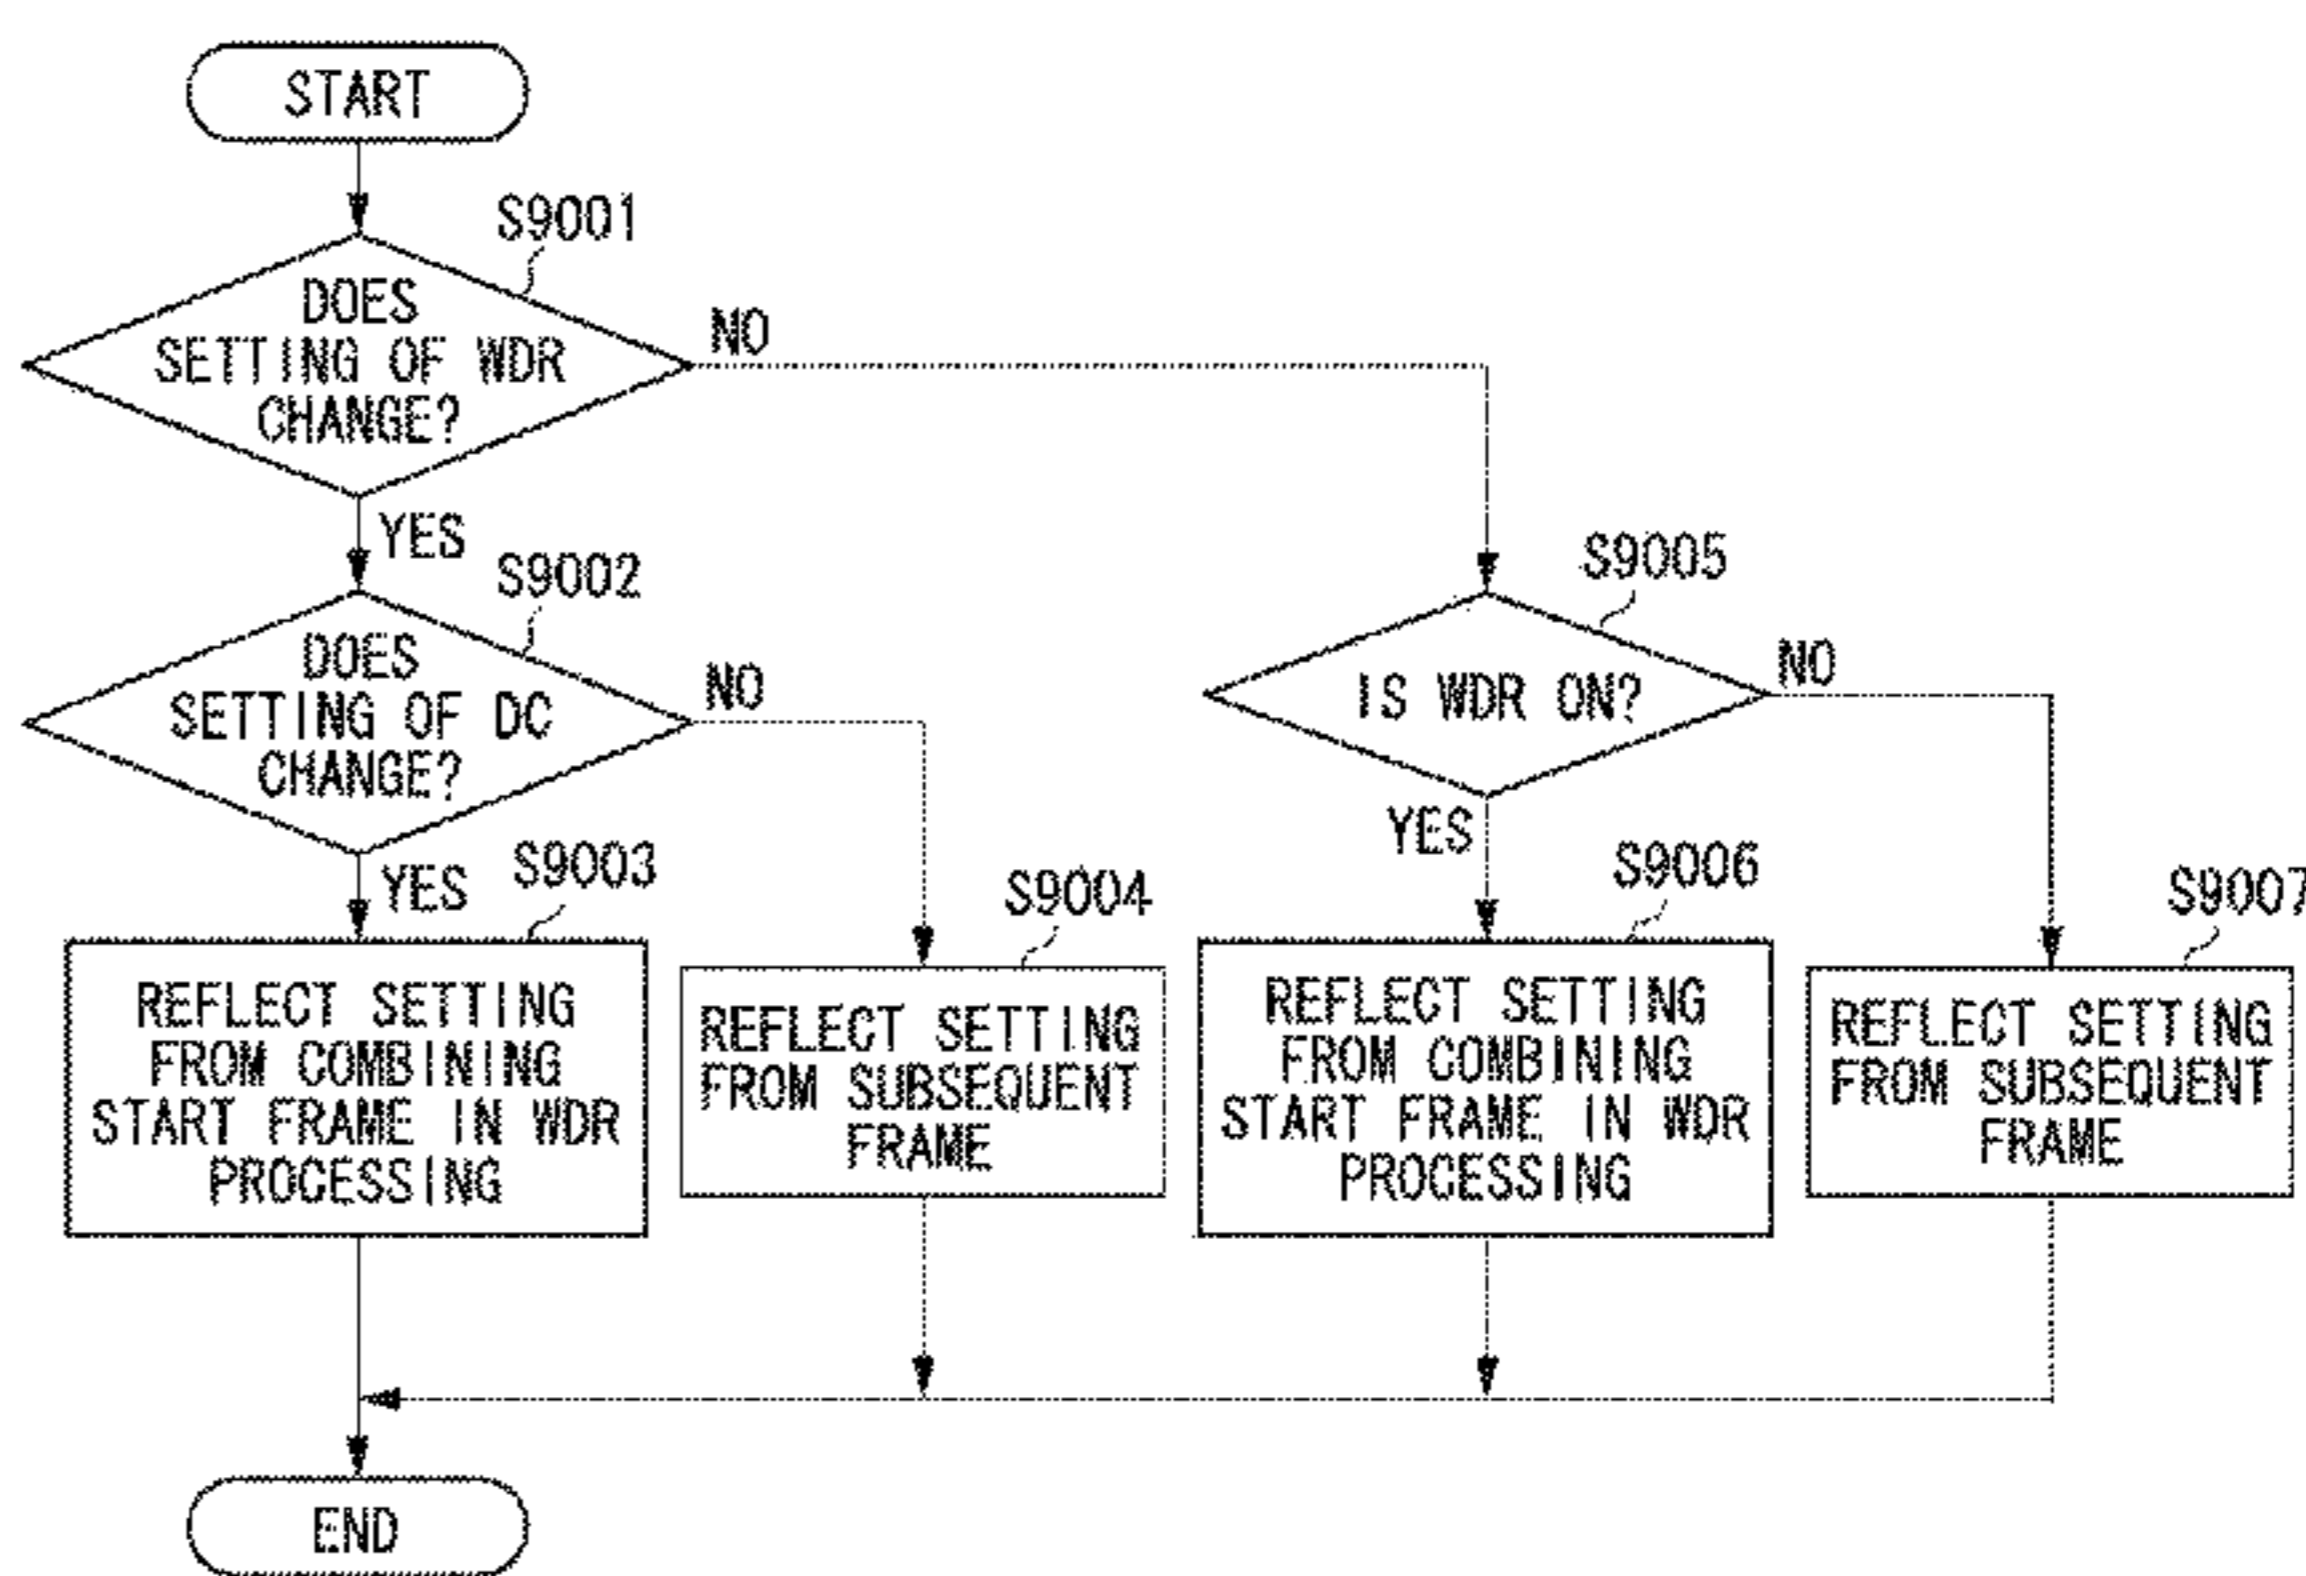 START
S9001
DOES
SETTING OF WDR
CHANGE?
NO
YES
S9002
DOES
SETTING OF DC
CHANGE?
NO
S9005
IS WDR ON?
NO
YES
YES
S9003
REFLECT SETTING
FROM COMBINING
START FRAME IN WDR
PROCESSING
S9004
REFLECT SETTING
FROM SUBSEQUENT
FRAME
S9006
REFLECT SETTING
FROM COMBINING
START FRAME IN WDR
PROCESSING
S9007
REFLECT SETTING
FROM SUBSEQUENT
FRAME
END